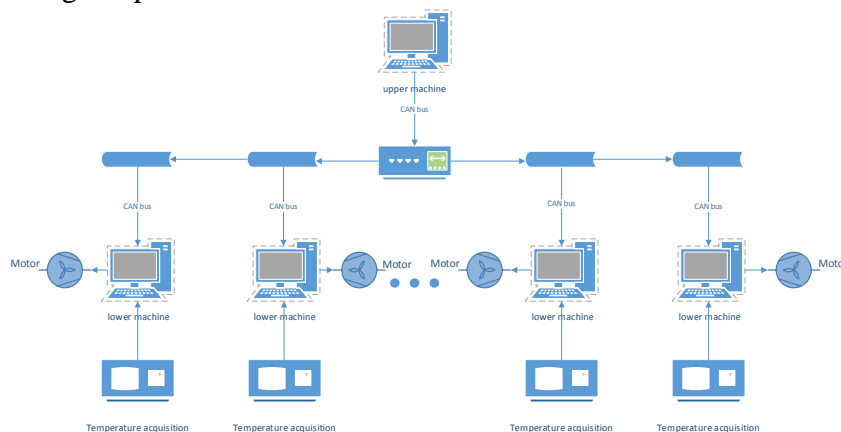 upper machine
CAN bus
CAN bus
CAN bus
CAN bus
CAN bus
Motor
Motor
Motor
Motor
lower machine
lower machine
lower machine
lower machine
Temperature acquisition
Temperature acquisition
Temperature acquisition
Temperature acquisition